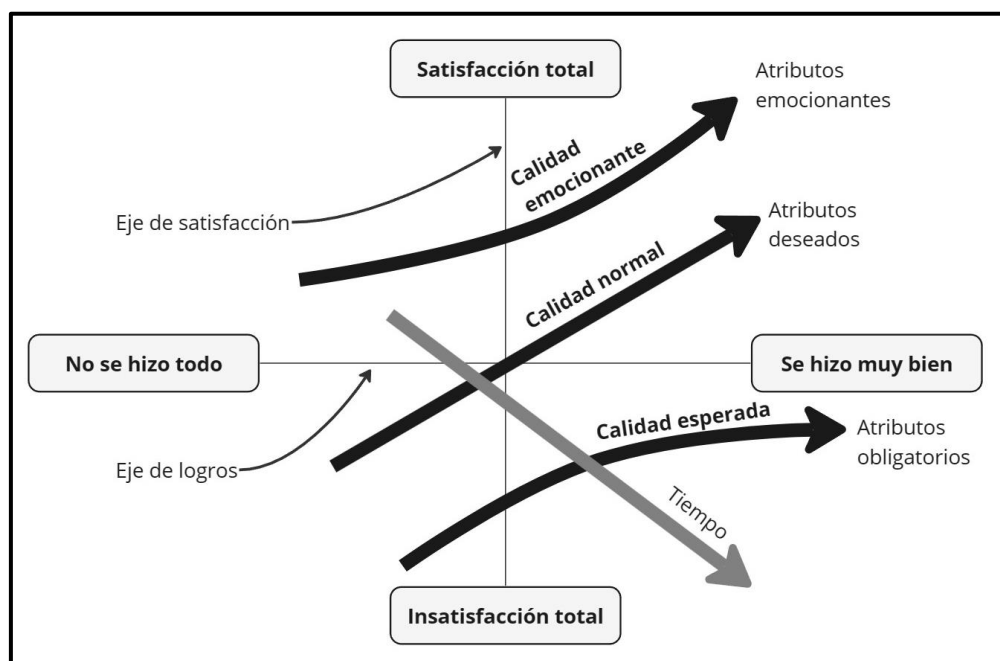 Satisfacción total
Atributos
emocionantes
Calidad
emocionante
Eje de satisfacción
Atributos
deseados
Calidad normal
No se hizo todo
Se hizo muy bien
Calidad esperada
Atributos
obligatorios
Eje de logros
Tiempo
Insatisfacción total